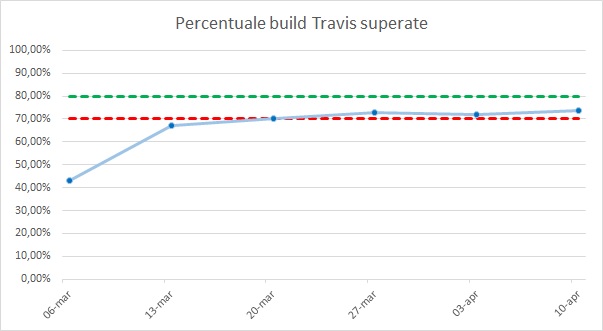 Percentuale build Travis superate
100,00%
90,00%
80,00%
70,00%
60,00%
50,00%
40,00%
30,00%
20,00%
10,00%
0,00%
06-mar
13-mar
20-mar
27-mar
03-apr
10-apr